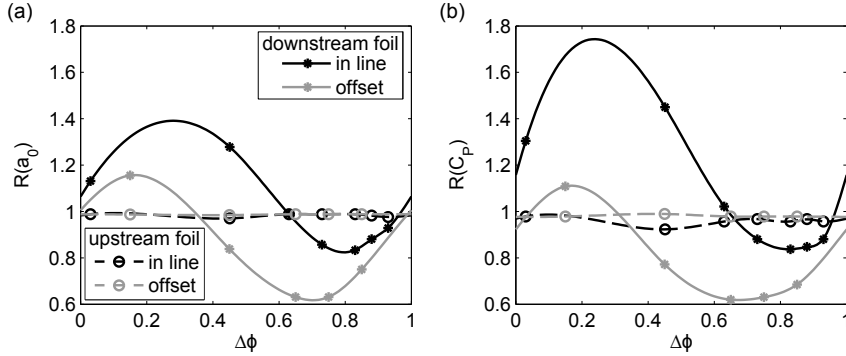 (a)
1.8
1.6
1.4
1.2
1
0.8
0.6
R(a₀)
0
0.2
0.4
0.6
0.8
1
Δϕ
downstream foil
in line
offset
upstream foil
in line
offset
(b)
1.8
1.6
1.4
1.2
1
0.8
0.6
R(C_P)
0
0.2
0.4
0.6
0.8
1
Δϕ